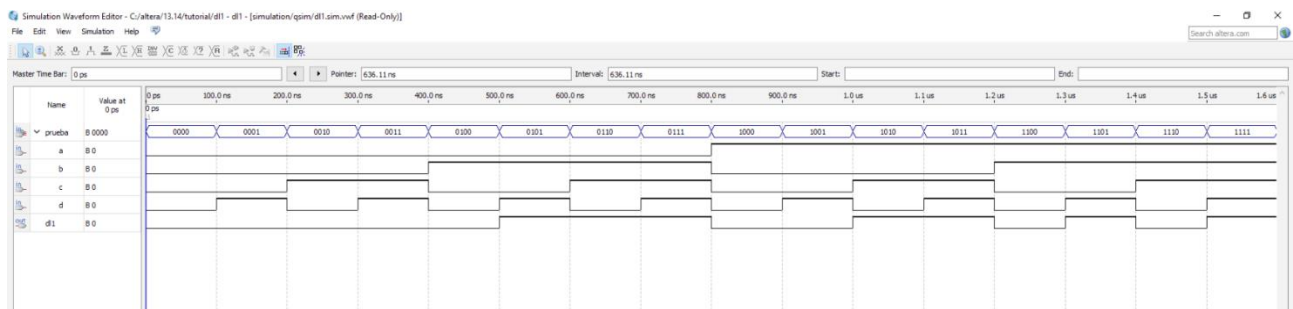 Simulation Waveform Editor - C:/altera/13.14/tutorial/dl1 - dl1 - [simulation/qsim/dl1.sim.vwf (Read-Only)]
File Edit View Simulation Help
Search altera.com
Master Time Bar: 0 ps Pointer: 636.11 ns Interval: 636.11 ns Start: End:
Name Value at 0 ps
0 ps 100.0 ns 200.0 ns 300.0 ns 400.0 ns 500.0 ns 600.0 ns 700.0 ns 800.0 ns 900.0 ns 1.0 us 1.1 us 1.2 us 1.3 us 1.4 us 1.5 us 1.6 us
0 ps
prueba B 0000 0000 0001 0010 0011 0100 0101 0110 0111 1000 1001 1010 1011 1100 1101 1110 1111
a B 0
b B 0
c B 0
d B 0
dl1 B 0